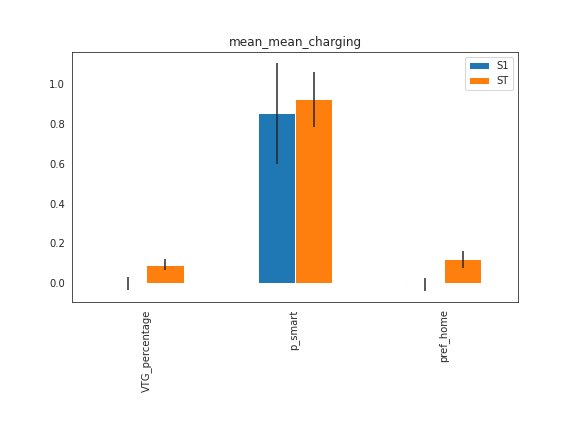 mean_mean_charging
S1
ST
1.0
0.8
0.6
0.4
0.2
0.0
VTG_percentage
p_smart
pref_home